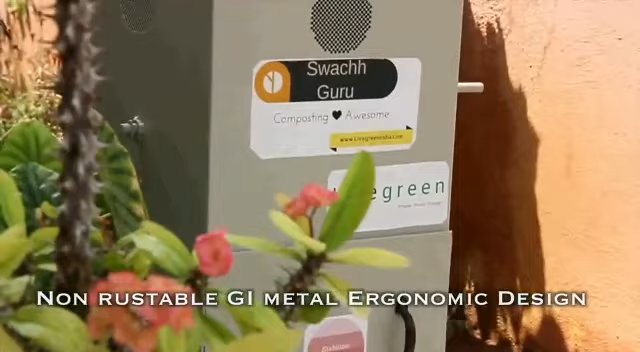 Swachh
Guru
Composting Awesome
egreen
Non rustable GI metal Ergonomic Design